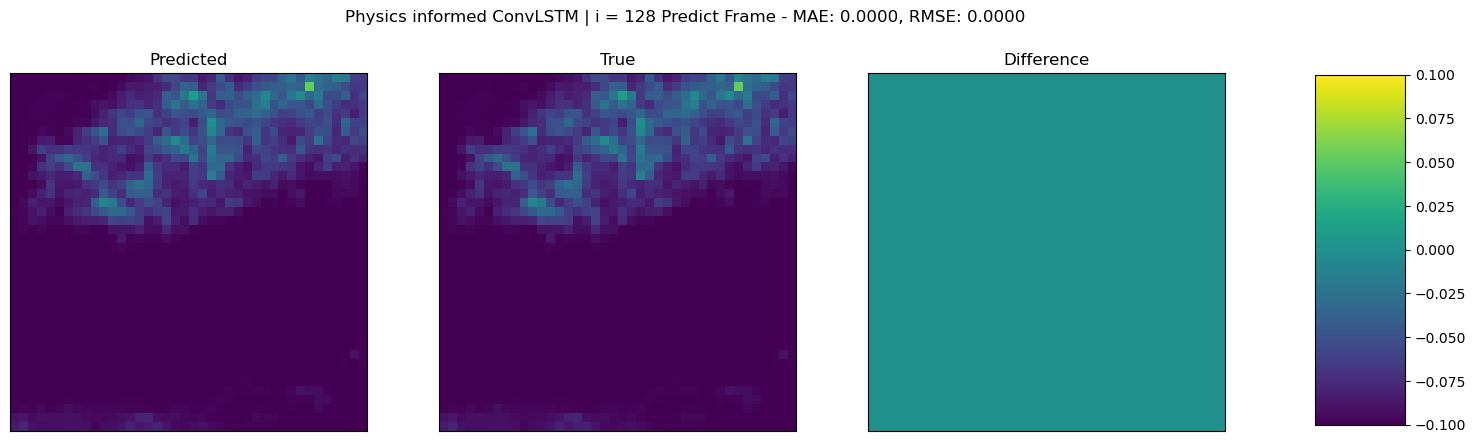 Physics informed ConvLSTM | i = 128 Predict Frame - MAE: 0.0000, RMSE: 0.0000
Predicted
True
Difference
0.100
0.075
0.050
0.025
0.000
−0.025
−0.050
−0.075
−0.100